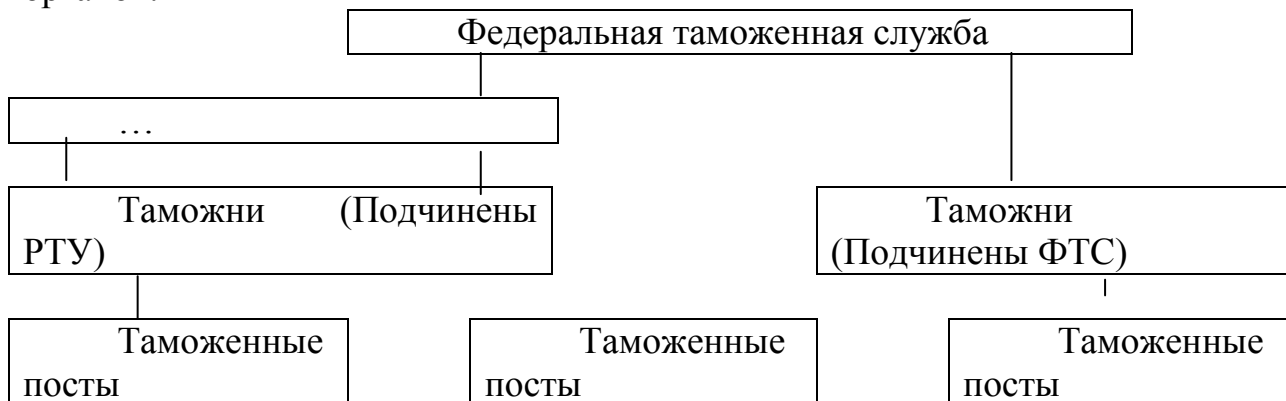 Федеральная таможенная служба
…
Таможни (Подчинены
РТУ)
Таможни
(Подчинены ФТС)
Таможенные
посты
Таможенные
посты
Таможенные
посты